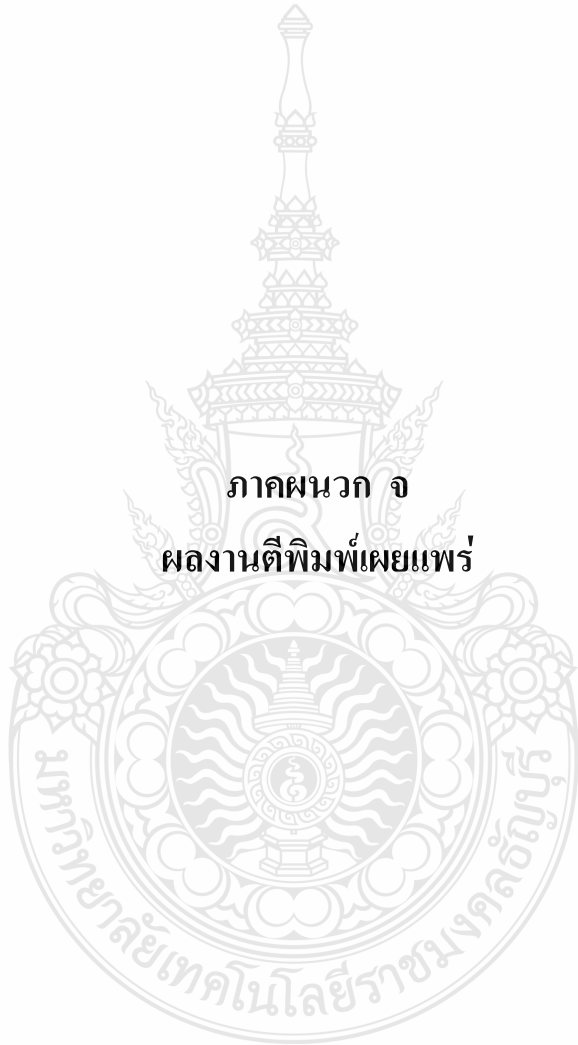 ภาคผนวก จ
ผลงานตีพิมพ์เผยแพร่
มหาวิทยาลัยเทคโนโลยีราชมงคลธัญบุรี